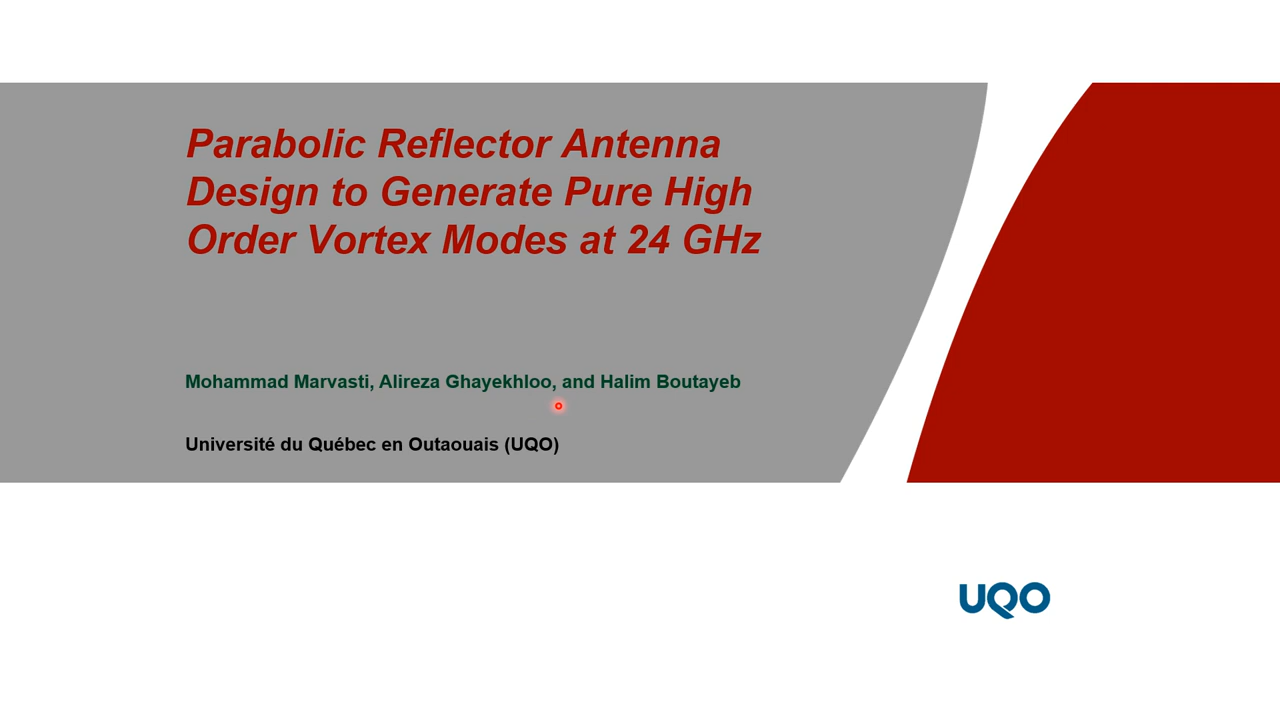 Parabolic Reflector Antenna
Design to Generate Pure High
Order Vortex Modes at 24 GHz
Mohammad Marvasti, Alireza Ghayekhloo, and Halim Boutayeb
Université du Québec en Outaouais (UQO)
UQO